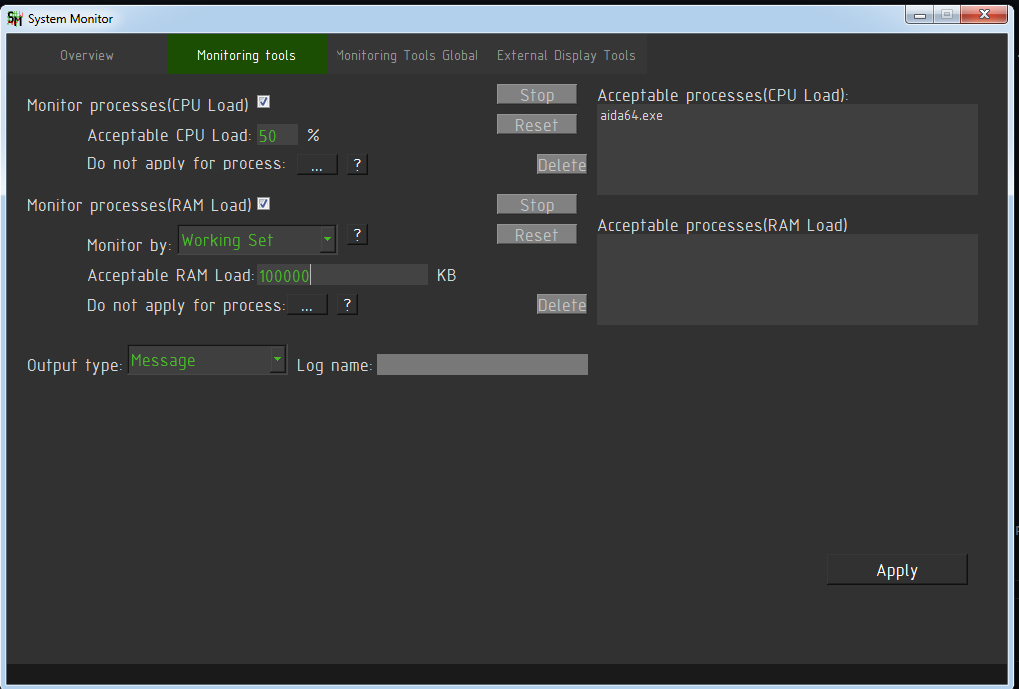 SM System Monitor
Overview Monitoring tools Monitoring Tools Global External Display Tools
Monitor processes(CPU Load) Stop Acceptable processes(CPU Load):
Acceptable CPU Load: 50 % Reset aida64.exe
Do not apply for process: ... ? Delete
Monitor processes(RAM Load) Stop
Monitor by: Working Set ? Reset Acceptable processes(RAM Load)
Acceptable RAM Load: 100000 KB
Do not apply for process: ... ? Delete
Output type: Message Log name:
Apply